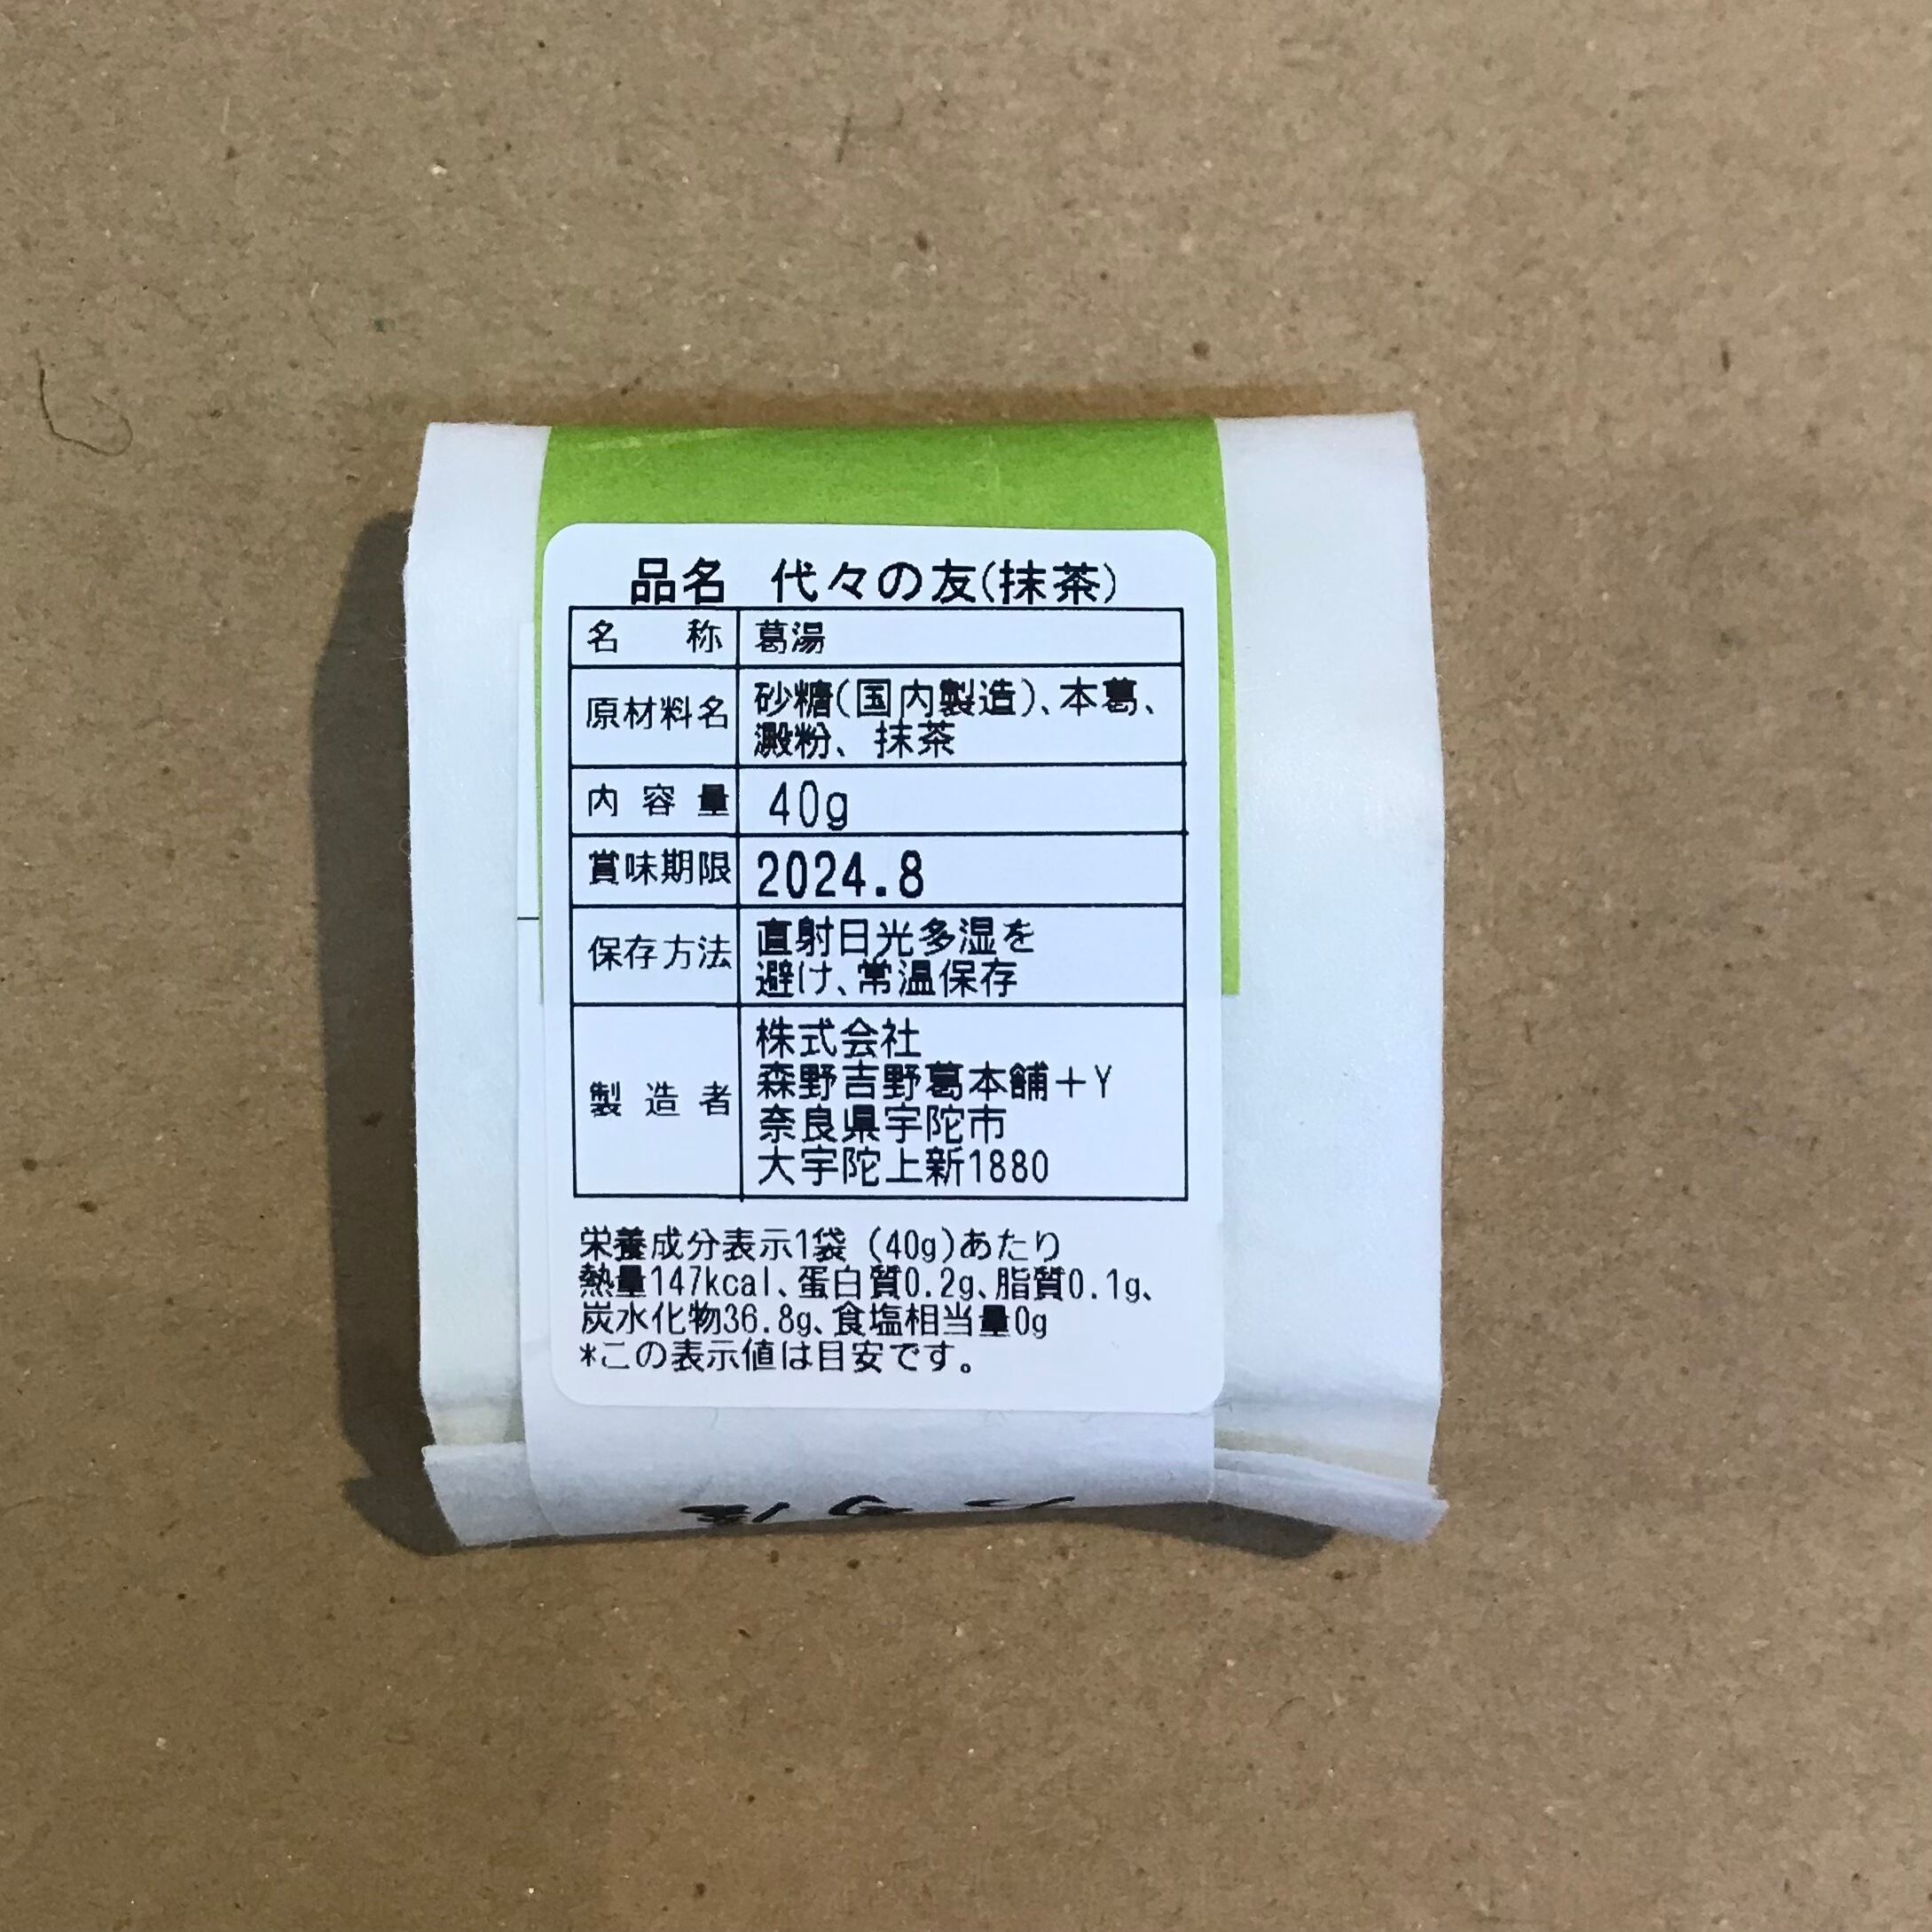 品名 代々の友(抹茶)
名称 葛湯
原材料名 砂糖(国内製造)、本葛、
澱粉、抹茶
内容量 40g
賞味期限 2024.8
保存方法 直射日光多湿を
避け、常温保存
製造者 株式会社
森野吉野葛本舗+Y
奈良県宇陀市
大宇陀上新1880
栄養成分表示1袋(40g)あたり
熱量147kcal、蛋白質0.2g、脂質0.1g、
炭水化物36.8g、食塩相当量0g
*この表示値は目安です。